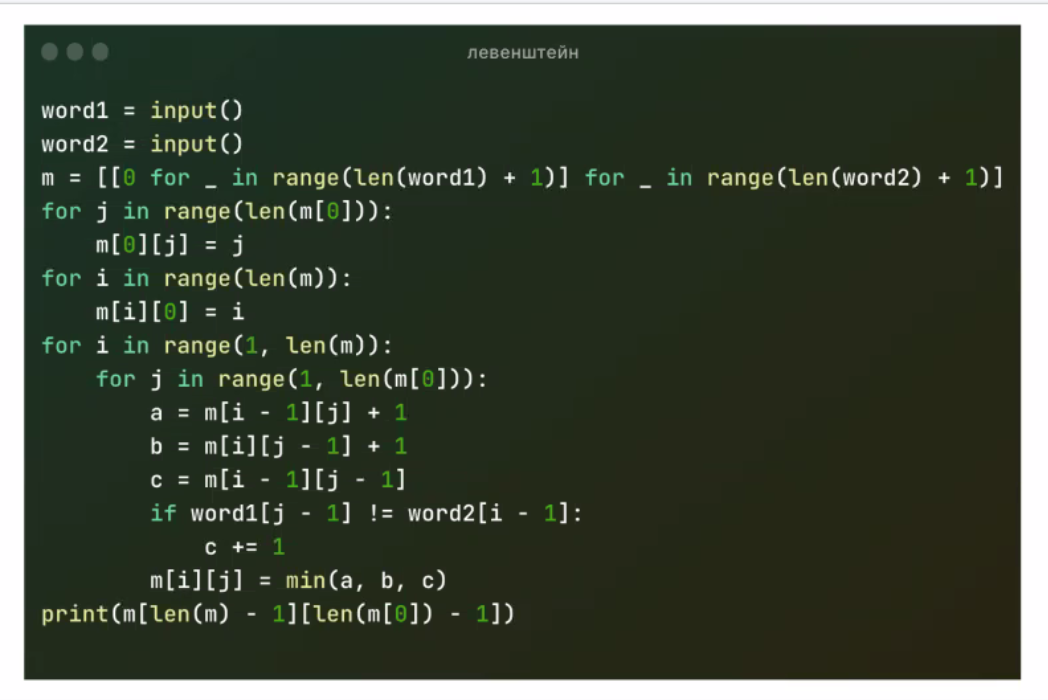 левенштейн
word1 = input()
word2 = input()
m = [[0 for _ in range(len(word1) + 1)] for _ in range(len(word2) + 1)]
for j in range(len(m[0])):
    m[0][j] = j
for i in range(len(m)):
    m[i][0] = i
for i in range(1, len(m)):
    for j in range(1, len(m[0])):
        a = m[i - 1][j] + 1
        b = m[i][j - 1] + 1
        c = m[i - 1][j - 1]
        if word1[j - 1] != word2[i - 1]:
            c += 1
        m[i][j] = min(a, b, c)
print(m[len(m) - 1][len(m[0]) - 1])